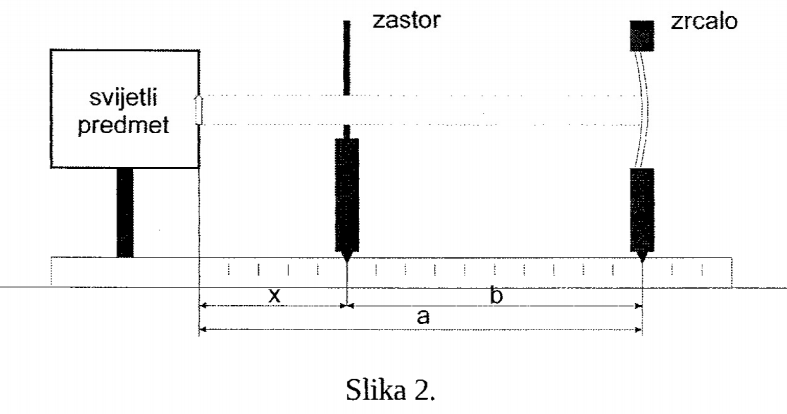 zastor
zrcalo
svijetli
predmet
x
b
a
Slika 2.